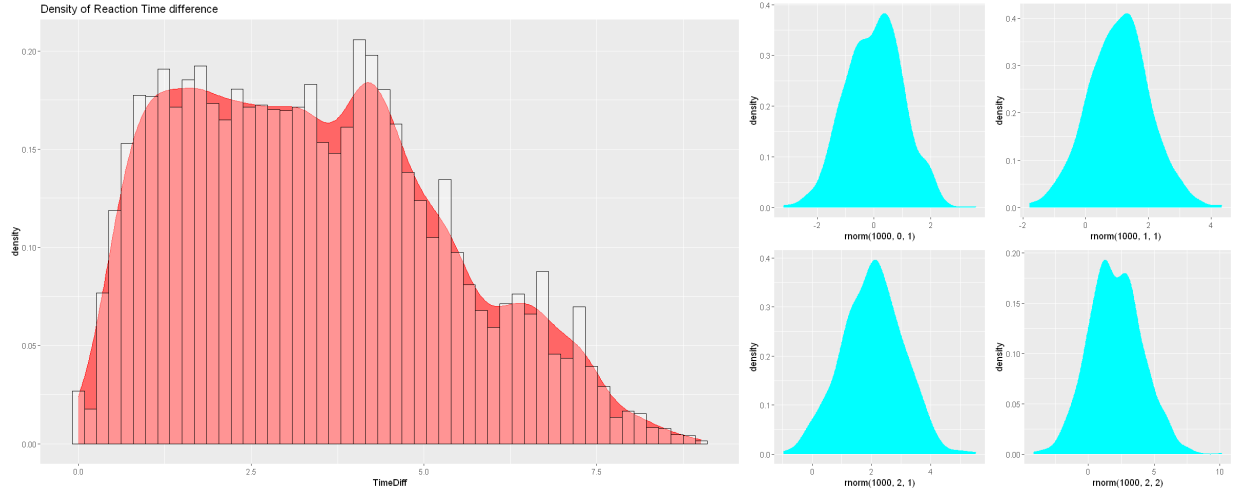 Density of Reaction Time difference
density
0.20
0.15
0.10
0.05
0.00
0.0 2.5 5.0 7.5
TimeDiff
density
0.4
0.3
0.2
0.1
0.0
-2 0 2
rnorm(1000, 0, 1)
density
0.4
0.3
0.2
0.1
0.0
-2 0 2 4
rnorm(1000, 1, 1)
density
0.4
0.3
0.2
0.1
0.0
0 2 4
rnorm(1000, 2, 1)
density
0.20
0.15
0.10
0.05
0.00
0 5 10
rnorm(1000, 2, 2)